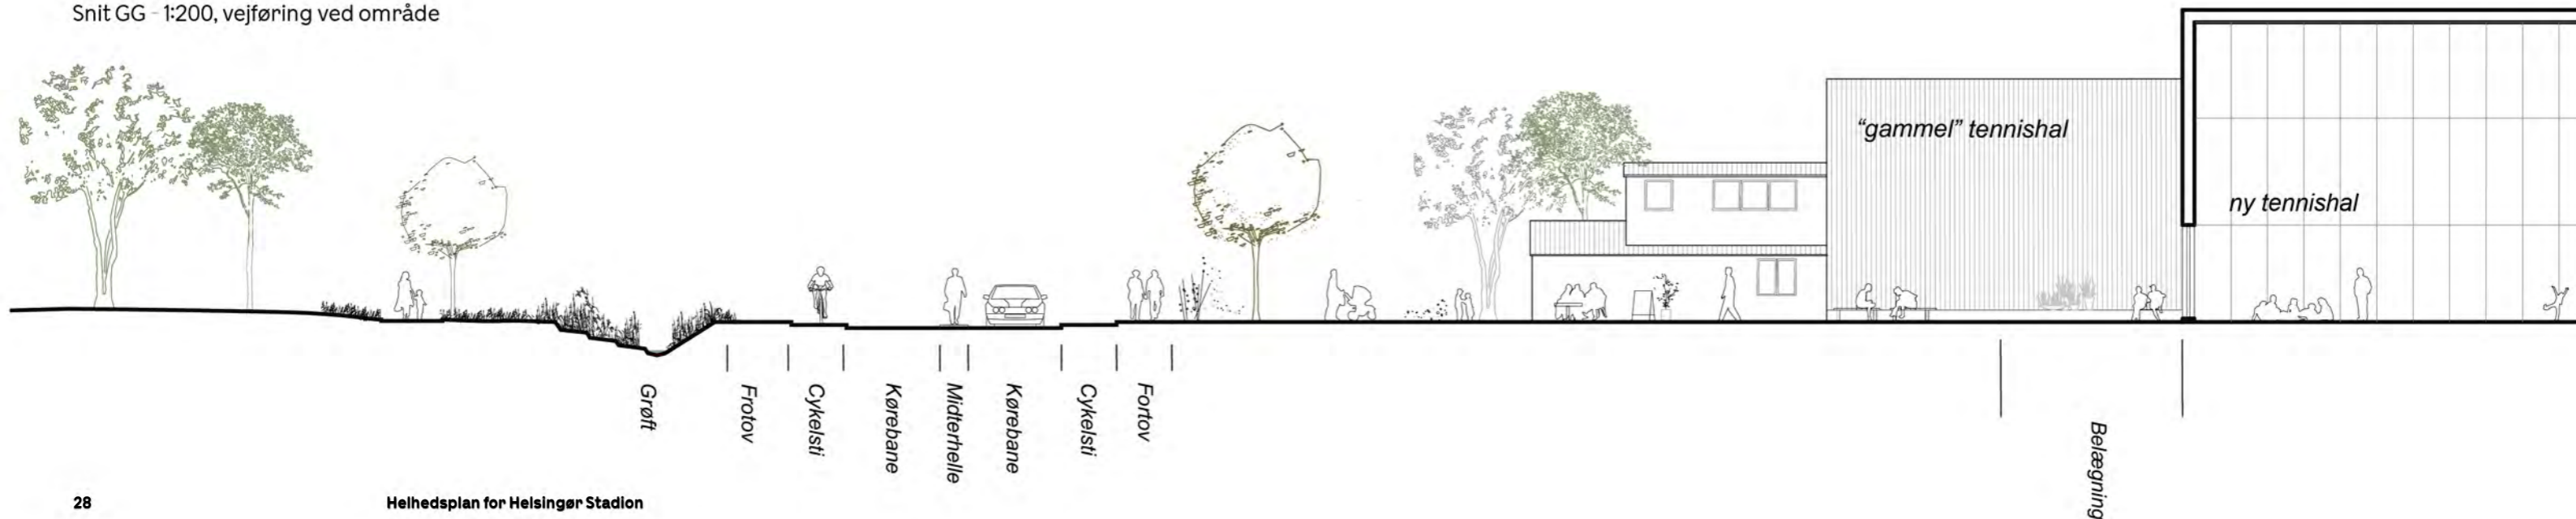 Snit GG - 1:200, vejføring ved område
“gammel” tennishal
ny tennishal
Grøft
Frotov
Cykelsti
Kørebane
Midterhelle
Kørebane
Cykelsti
Fortov
Belægning
28
Helhedsplan for Helsingør Stadion